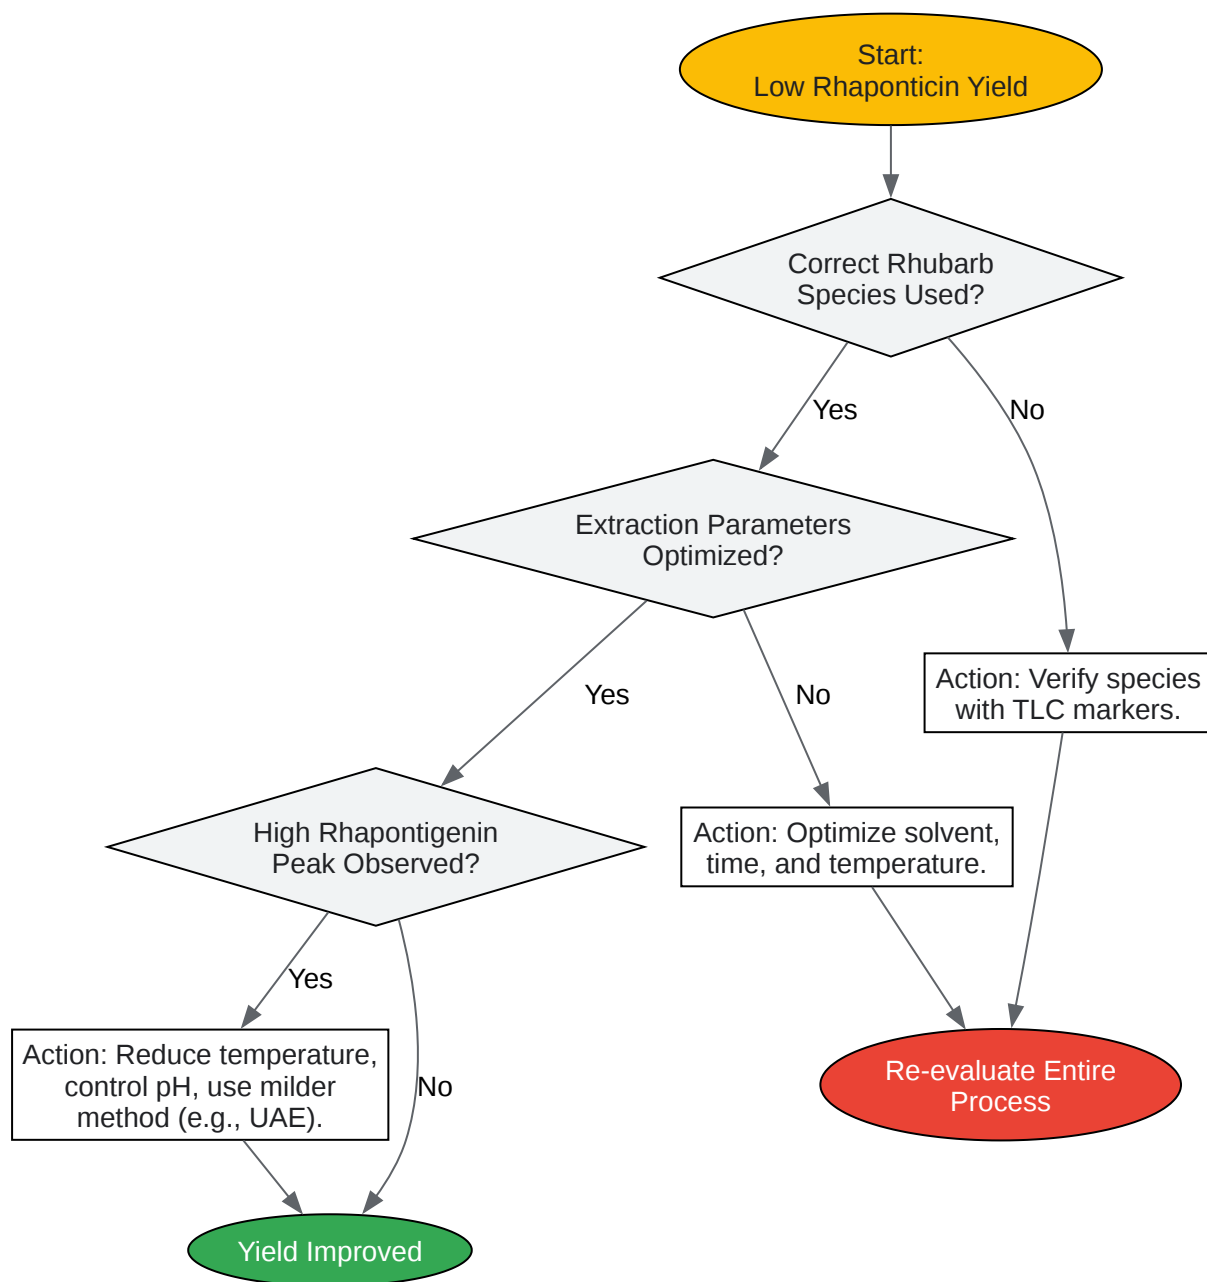 Start:
Low Rhaponticin Yield
Correct Rhubarb
Species Used?
Yes
No
Extraction Parameters
Optimized?
Yes
No
Action: Verify species
with TLC markers.
High Rhapontigenin
Peak Observed?
Action: Optimize solvent,
time, and temperature.
Yes
No
Action: Reduce temperature,
control pH, use milder
method (e.g., UAE).
Re-evaluate Entire
Process
Yield Improved